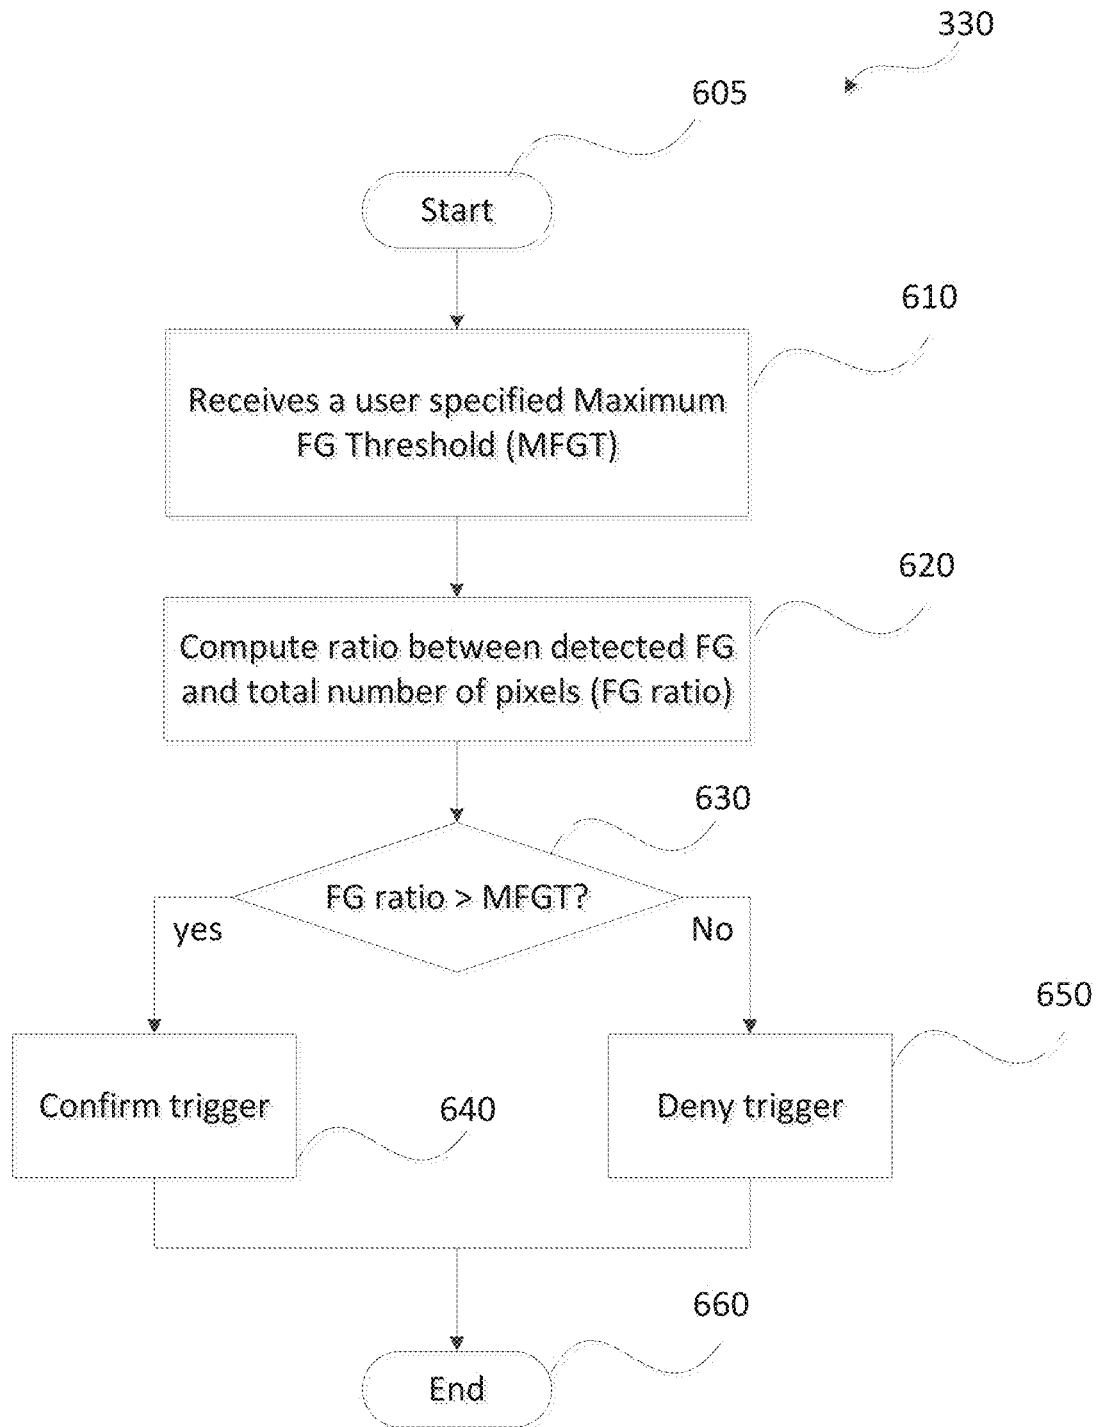 330
605
Start
610
Receives a user specified Maximum
FG Threshold (MFGT)
620
Compute ratio between detected FG
and total number of pixels (FG ratio)
630
FG ratio > MFGT?
yes
No
650
Confirm trigger
640
Deny trigger
660
End